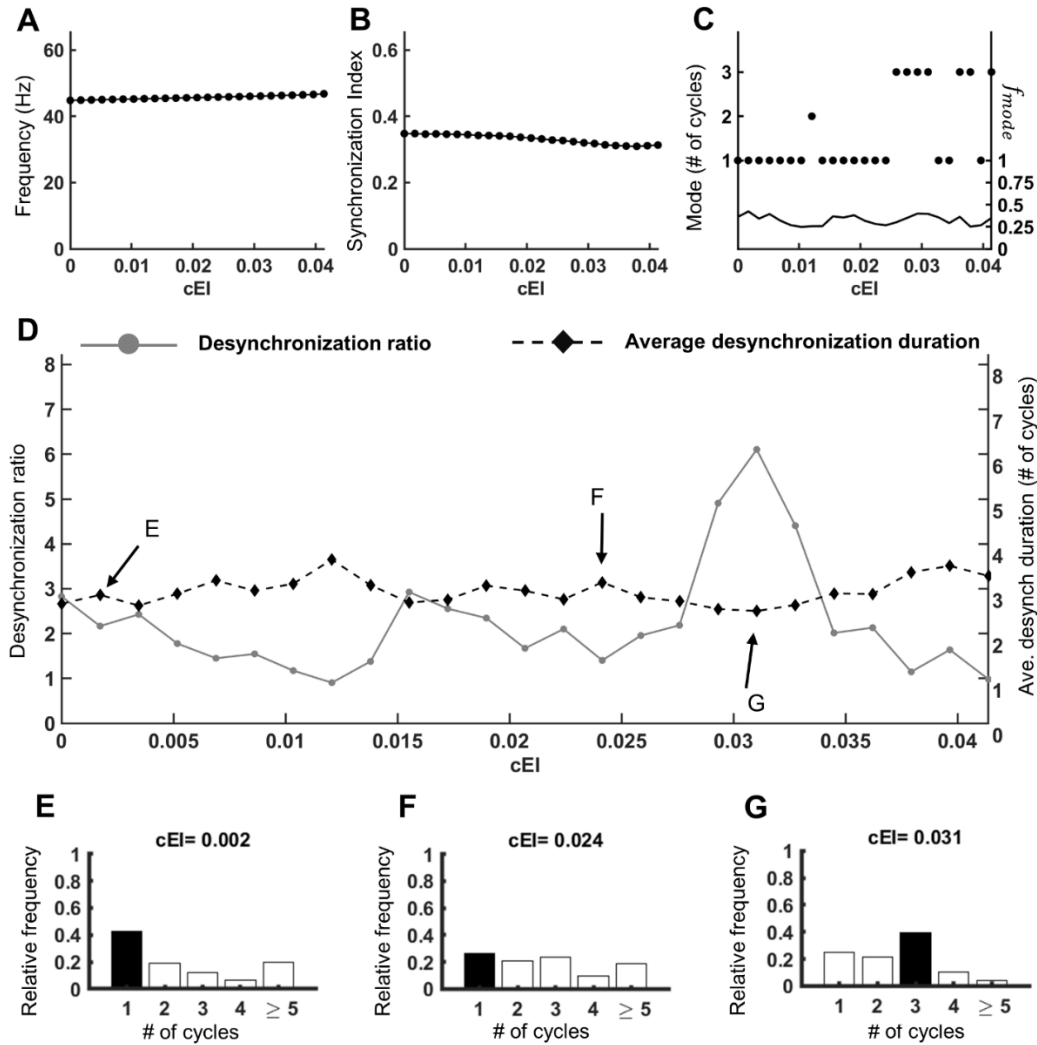 A
Frequency (Hz)
60
40
20
0
0 0.01 0.02 0.03 0.04
cEI
B
Synchronization Index
0.6
0.4
0.2
0
0 0.01 0.02 0.03 0.04
cEI
C
Mode (# of cycles)
3
2
1
f_mode
1
0.75
0.5
0.25
0
0 0.01 0.02 0.03 0.04
cEI
D
Desynchronization ratio
Average desynchronization duration
Desynchronization ratio
8
7
6
5
4
3
2
1
0
Ave. desynch duration (# of cycles)
8
7
6
5
4
3
2
1
0
E
F
G
0 0.005 0.01 0.015 0.02 0.025 0.03 0.035 0.04
cEI
E
cEI= 0.002
Relative frequency
1
0.8
0.6
0.4
0.2
0
1 2 3 4 ≥ 5
# of cycles
F
cEI= 0.024
Relative frequency
1
0.8
0.6
0.4
0.2
0
1 2 3 4 ≥ 5
# of cycles
G
cEI= 0.031
Relative frequency
1
0.8
0.6
0.4
0.2
0
1 2 3 4 ≥ 5
# of cycles